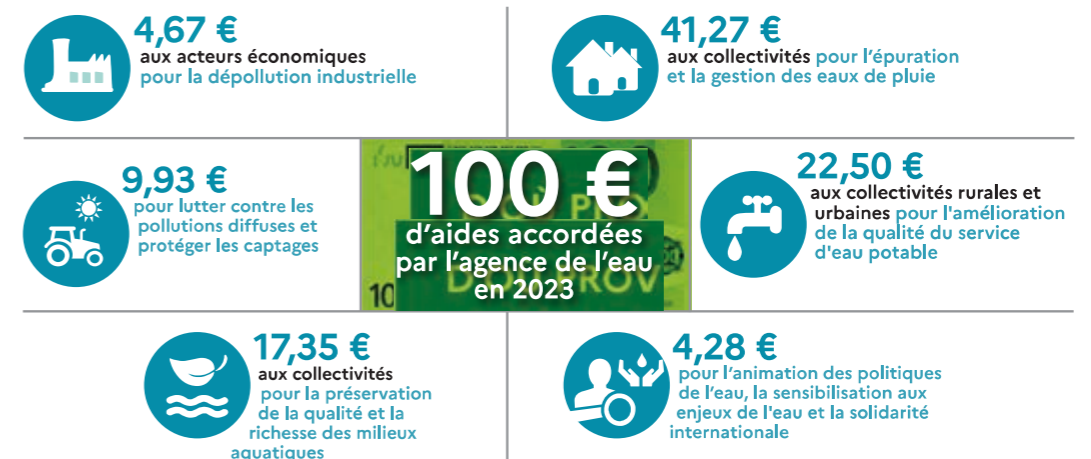 4,67 €
aux acteurs économiques
pour la dépollution industrielle
41,27 €
aux collectivités pour l'épuration
et la gestion des eaux de pluie
9,93 €
pour lutter contre les
pollutions diffuses et
protéger les captages
100 €
d'aides accordées
par l'agence de l'eau
en 2023
10
22,50 €
aux collectivités rurales et
urbaines pour l'amélioration
de la qualité du service
d'eau potable
17,35 €
aux collectivités
pour la préservation
de la qualité et la
richesse des milieux
aquatiques
4,28 €
pour l'animation des politiques
de l'eau, la sensibilisation aux
enjeux de l'eau et la solidarité
internationale